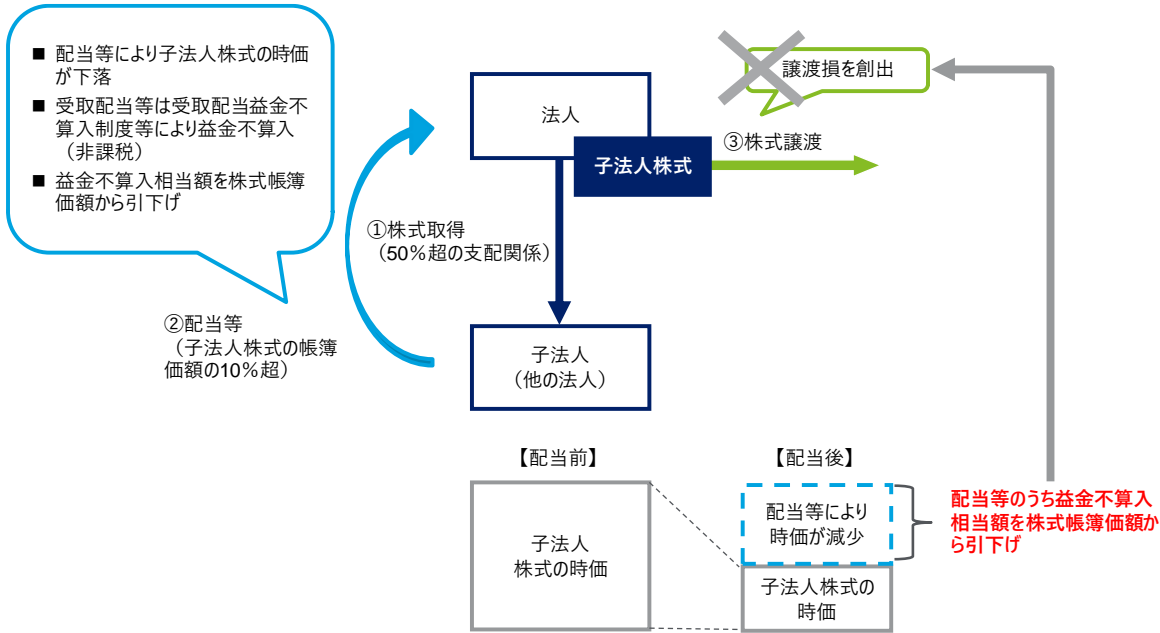 ■ 配当等により子法人株式の時価
が下落
■ 受取配当等は受取配当益金不
算入制度等により益金不算入
（非課税）
■ 益金不算入相当額を株式帳簿
価額から引下げ
法人
子法人株式
譲渡損を創出
③株式譲渡
①株式取得
（50％超の支配関係）
②配当等
（子法人株式の帳簿
価額の10％超）
子法人
（他の法人）
【配当前】
【配当後】
子法人
株式の時価
配当等により
時価が減少
子法人株式の
時価
配当等のうち益金不算入
相当額を株式帳簿価額か
ら引下げ